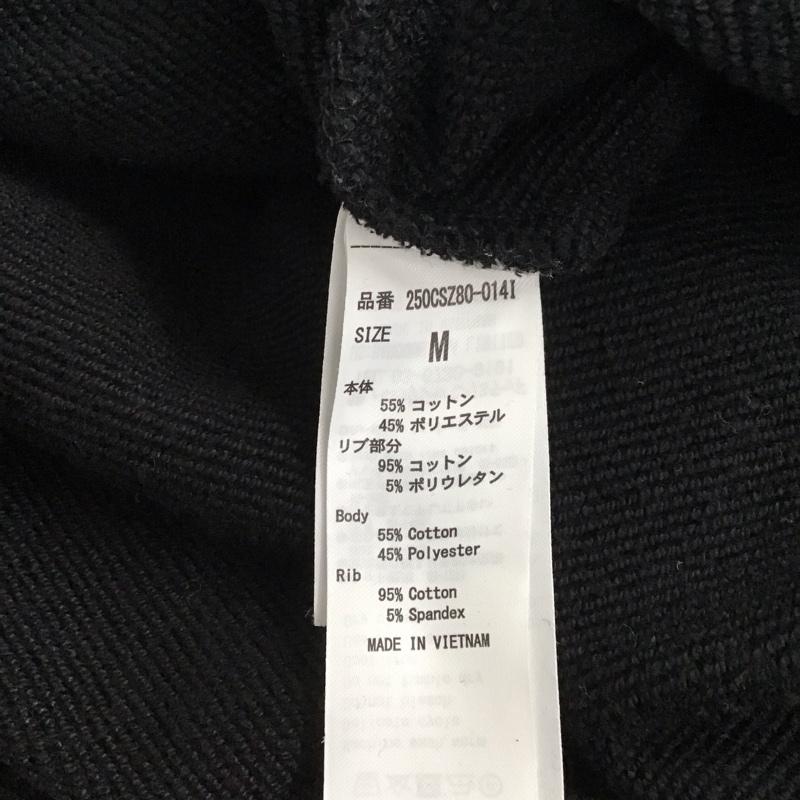 品番 250CSZ80-014I
SIZE M
本体
55% コットン
45% ポリエステル
リブ部分
95% コットン
5% ポリウレタン
Body
55% Cotton
45% Polyester
Rib
95% Cotton
5% Spandex
MADE IN VIETNAM